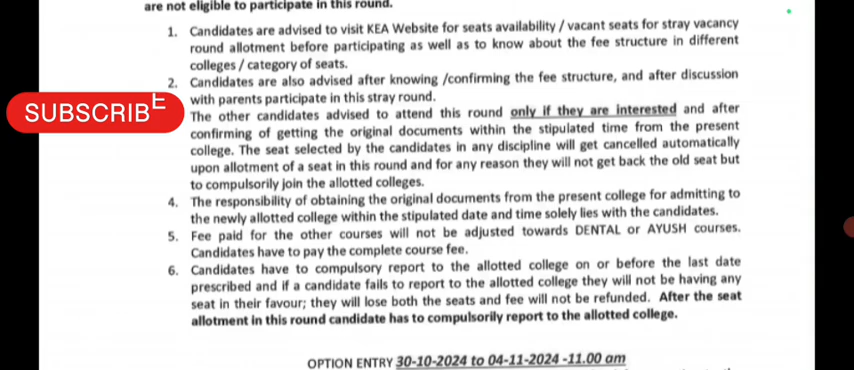 are not eligible to participate in this round.
1. Candidates are advised to visit KEA Website for seats availability / vacant seats for stray vacancy
round allotment before participating as well as to know about the fee structure in different
colleges / category of seats.
2. Candidates are also advised after knowing /confirming the fee structure, and after discussion
with parents participate in this stray round.
SUBSCRIBE
The other candidates advised to attend this round only if they are interested and after
confirming of getting the original documents within the stipulated time from the present
college. The seat selected by the candidates in any discipline will get cancelled automatically
upon allotment of a seat in this round and for any reason they will not get back the old seat but
to compulsorily join the allotted colleges.
4. The responsibility of obtaining the original documents from the present college for admitting to
the newly allotted college within the stipulated date and time solely lies with the candidates.
5. Fee paid for the other courses will not be adjusted towards DENTAL or AYUSH courses.
Candidates have to pay the complete course fee.
6. Candidates have to compulsory report to the allotted college on or before the last date
prescribed and if a candidate fails to report to the allotted college they will not be having any
seat in their favour; they will lose both the seats and fee will not be refunded. After the seat
allotment in this round candidate has to compulsorily report to the allotted college.
OPTION ENTRY 30-10-2024 to 04-11-2024 -11.00 am